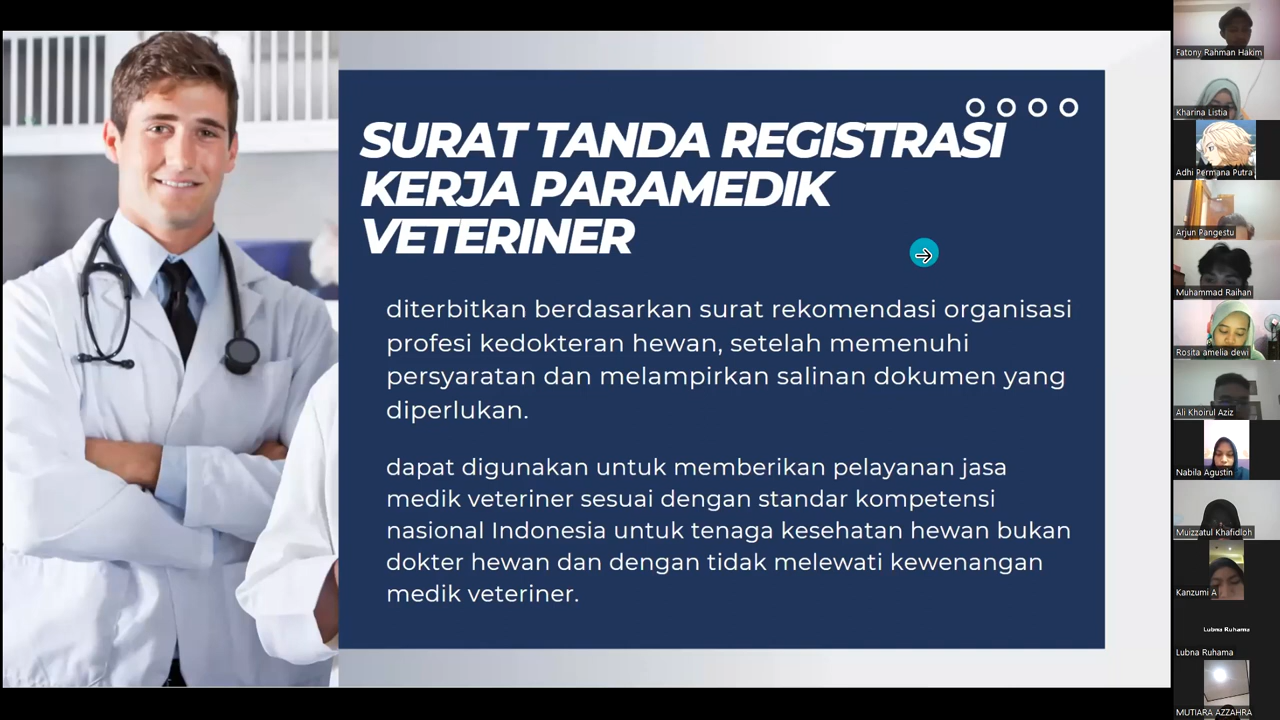 SURAT TANDA REGISTRASI
KERJA PARAMEDIK
VETERINER
diterbitkan berdasarkan surat rekomendasi organisasi
profesi kedokteran hewan, setelah memenuhi
persyaratan dan melampirkan salinan dokumen yang
diperlukan.
dapat digunakan untuk memberikan pelayanan jasa
medik veteriner sesuai dengan standar kompetensi
nasional Indonesia untuk tenaga kesehatan hewan bukan
dokter hewan dan dengan tidak melewati kewenangan
medik veteriner.
Fatony Rahman Hakim
Kharina Listia
Adhi Permana Putra
Arjun Pangestu
Muhammad Raihan
Rosita amelia dewi
Ali Khoirul Aziz
Nabila Agustin
Muizzatul Khafidloh
Kanzumi A
Lubna Ruhama
Lubna Ruhama
MUTIARA AZZAHRA